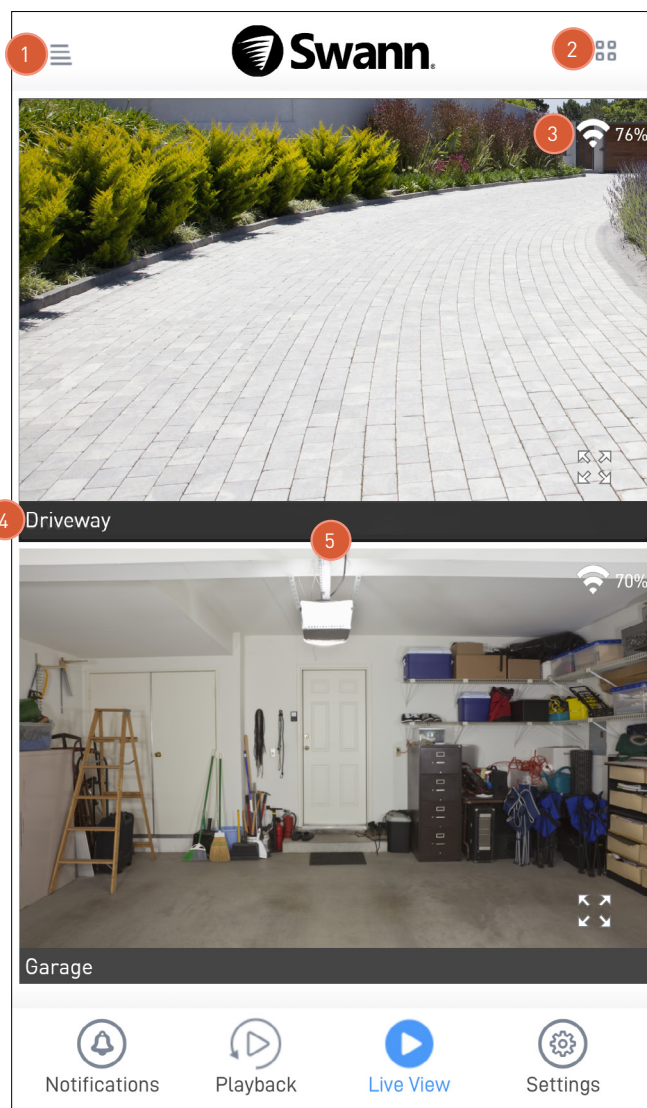 1
Swann
2
3
76%
4
Driveway
5
70%
Garage
Notifications
Playback
Live View
Settings